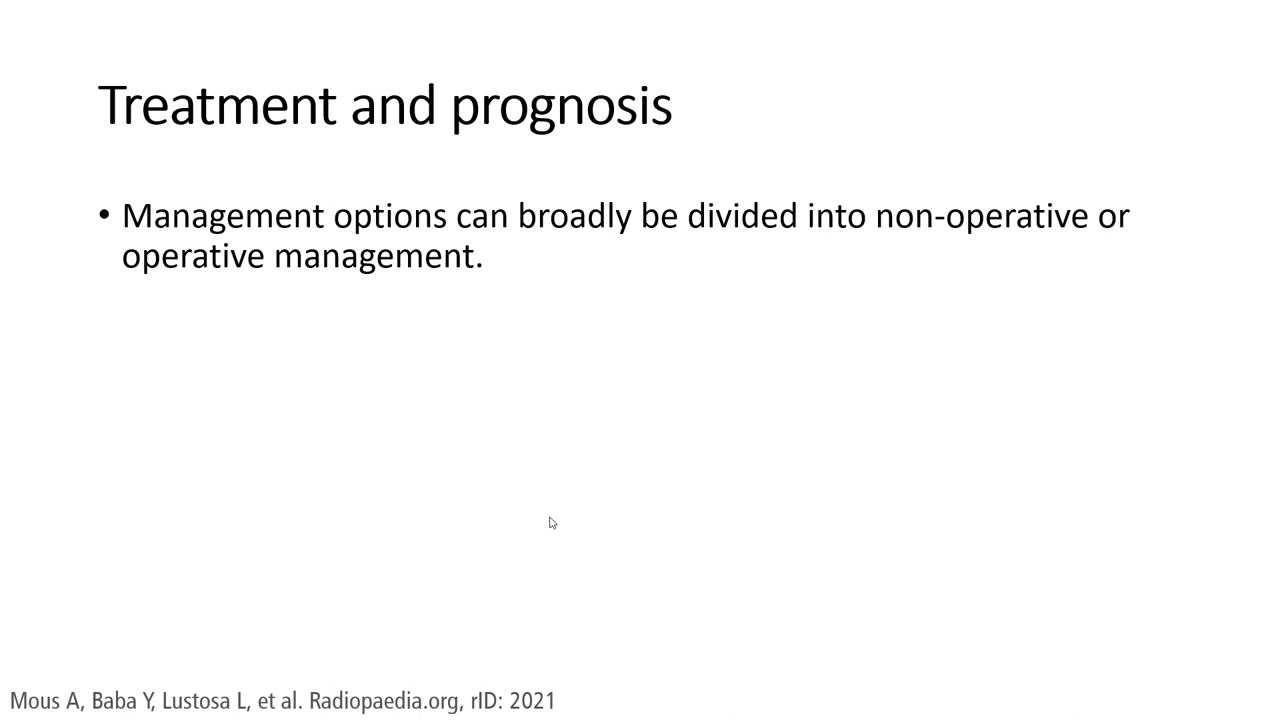 Treatment and prognosis
• Management options can broadly be divided into non-operative or
operative management.
Mous A, Baba Y, Lustosa L, et al. Radiopaedia.org, rID: 2021